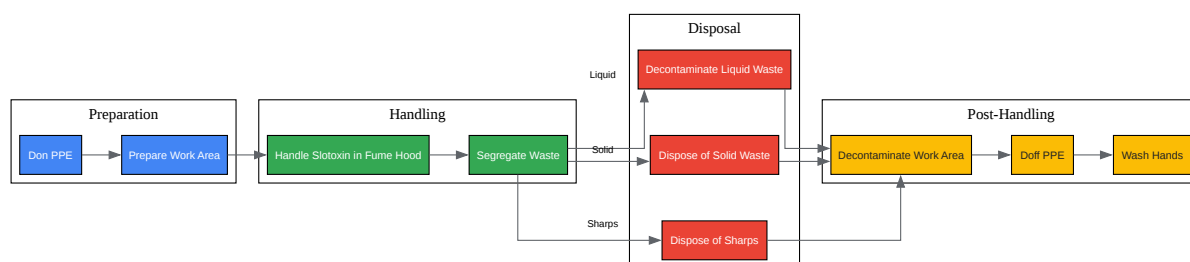 Preparation
Don PPE
Prepare Work Area
Handling
Handle Slotoxin in Fume Hood
Segregate Waste
Liquid
Solid
Sharps
Disposal
Decontaminate Liquid Waste
Dispose of Solid Waste
Dispose of Sharps
Post-Handling
Decontaminate Work Area
Doff PPE
Wash Hands